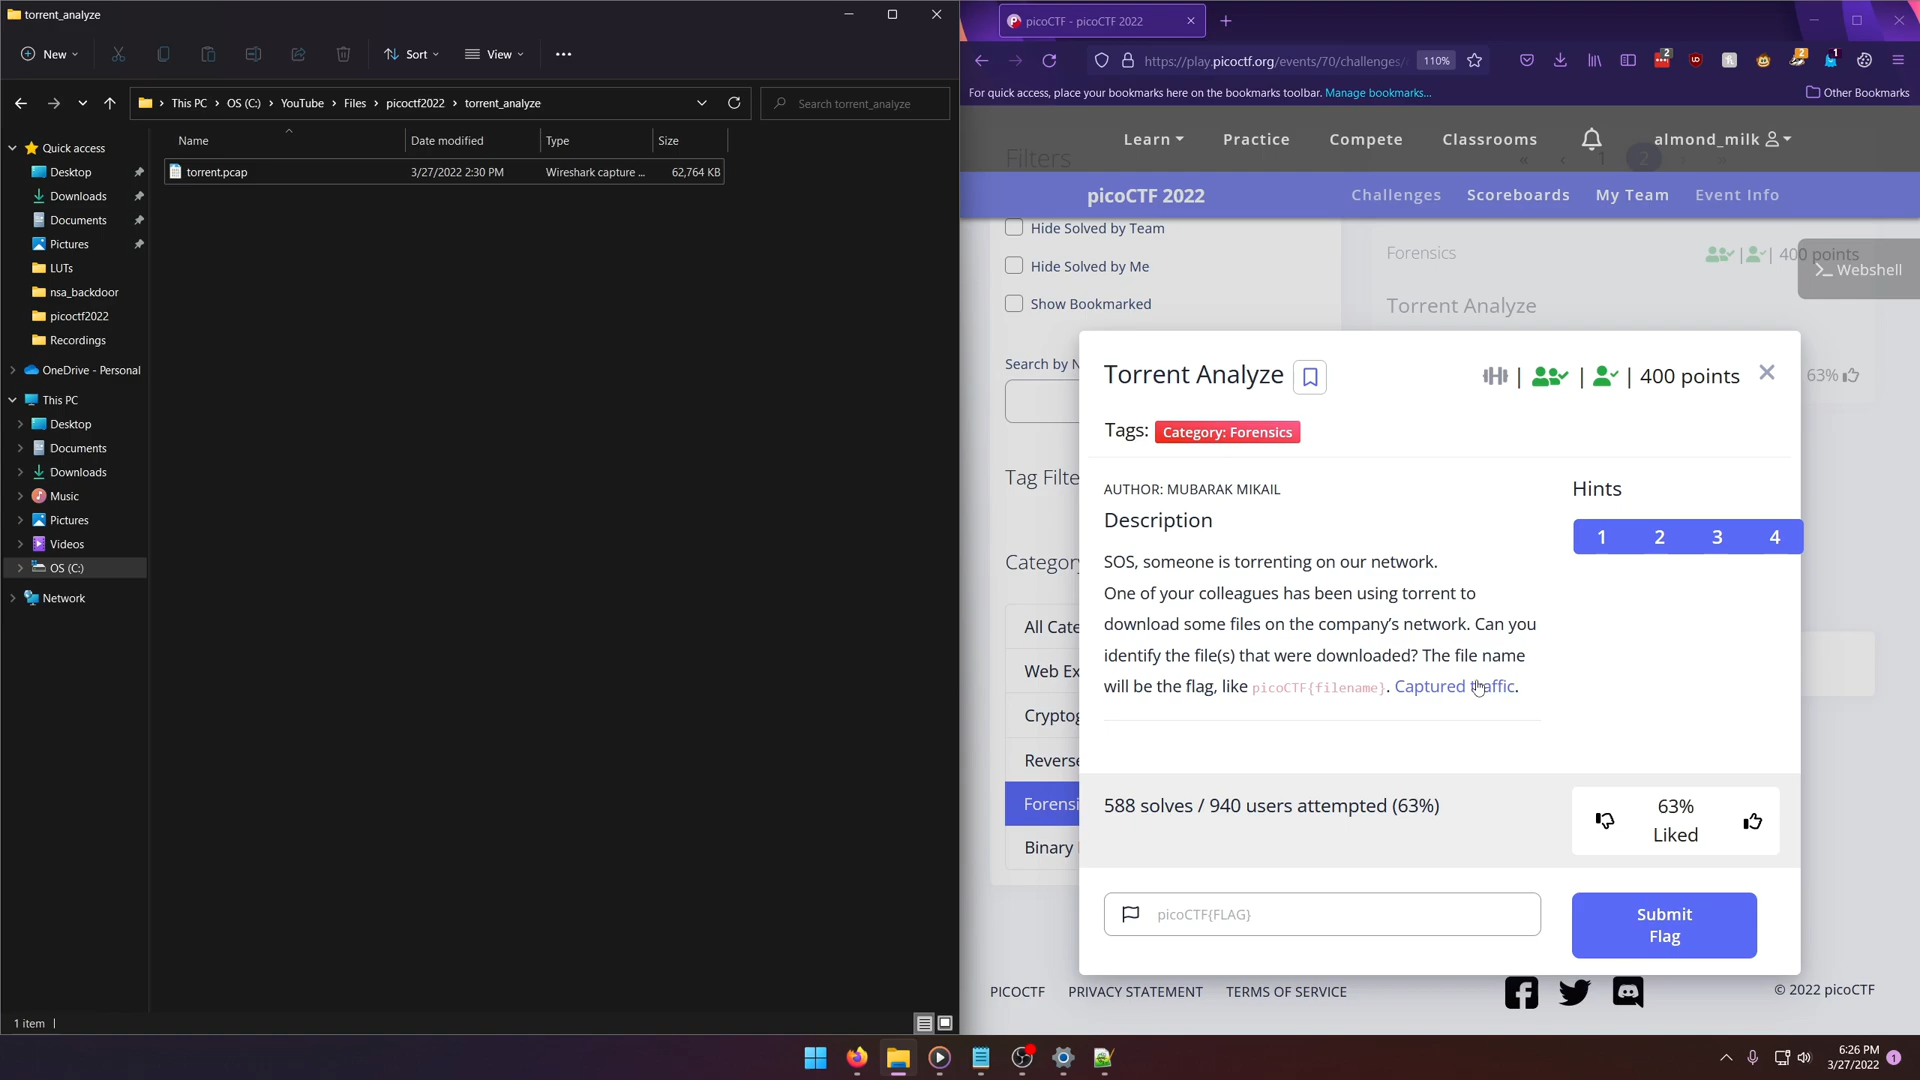 torrent_analyze
New
Sort
View
This PC
OS (C:)
YouTube
Files
picoctf2022
torrent_analyze
Search torrent_analyze
Name
Date modified
Type
Size
torrent.pcap
3/27/2022 2:30 PM
Wireshark capture ...
62,764 KB
Quick access
Desktop
Downloads
Documents
Pictures
LUTs
nsa_backdoor
picoctf2022
Recordings
OneDrive - Personal
This PC
Desktop
Documents
Downloads
Music
Pictures
Videos
OS (C:)
Network
1 item
picoCTF - picoCTF 2022
https://play.picoctf.org/events/70/challenges/
110%
2
2
1
For quick access, place your bookmarks here on the bookmarks toolbar. Manage bookmarks...
Other Bookmarks
Learn
Practice
Compete
Classrooms
almond_milk
Filters
« ‹ 1 2
picoCTF 2022
Challenges
Scoreboards
My Team
Event Info
Hide Solved by Team
Hide Solved by Me
Show Bookmarked
Search by N
Tag Filte
Category
All Cate
Web Ex
Cryptog
Reverse
Forensi
Binary
Forensics
| | 400 points
>_ Webshell
Torrent Analyze
63%
Torrent Analyze
| | | 400 points
Tags: Category: Forensics
AUTHOR: MUBARAK MIKAIL
Description
SOS, someone is torrenting on our network.
One of your colleagues has been using torrent to
download some files on the company's network. Can you
identify the file(s) that were downloaded? The file name
will be the flag, like picoCTF{filename}. Captured traffic.
Hints
1 2 3 4
588 solves / 940 users attempted (63%)
63%
Liked
picoCTF{FLAG}
Submit
Flag
PICOCTF
PRIVACY STATEMENT
TERMS OF SERVICE
© 2022 picoCTF
6:26 PM
3/27/2022
1